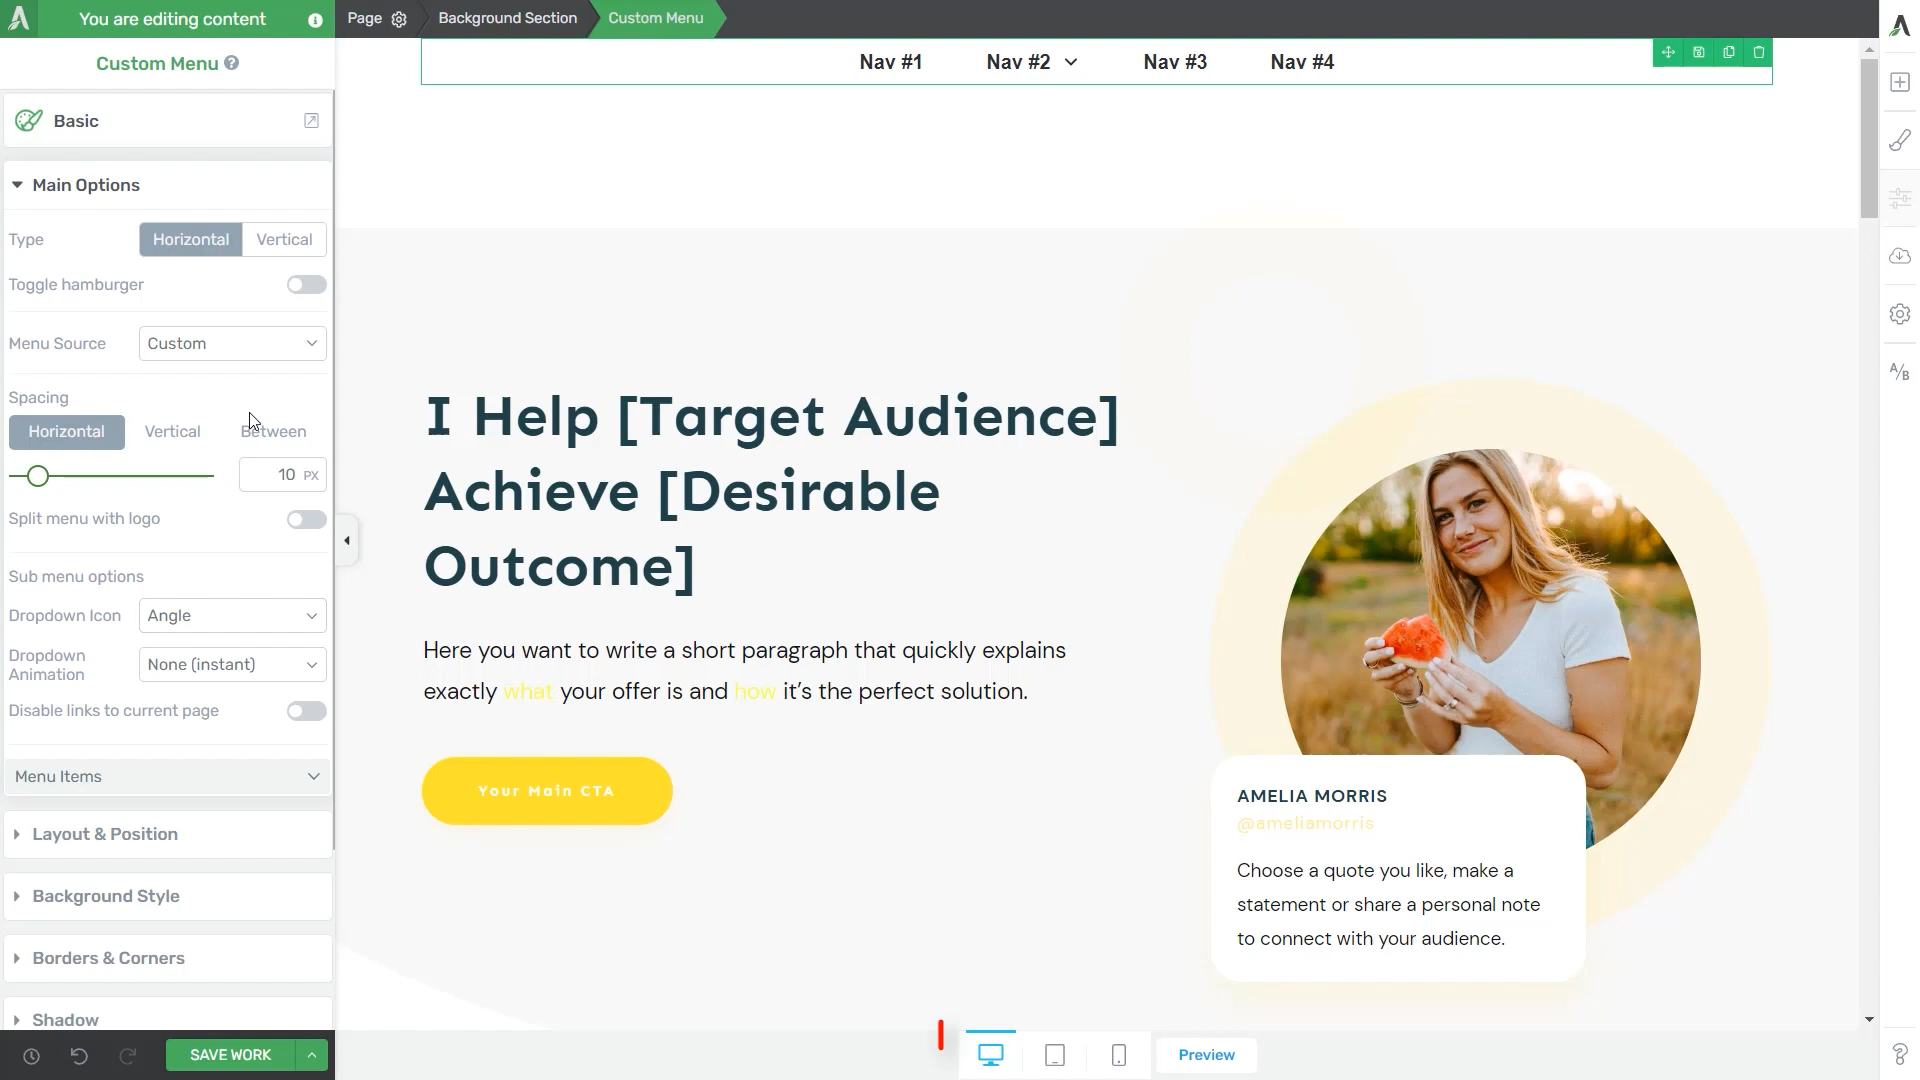 You are editing content
Page
Background Section
Custom Menu
Custom Menu
Nav #1
Nav #2
Nav #3
Nav #4
Basic
Main Options
Type
Horizontal
Vertical
Toggle hamburger
Menu Source
Custom
Spacing
Horizontal
Vertical
Between
10 PX
Split menu with logo
Sub menu options
Dropdown Icon
Angle
Dropdown
Animation
None (instant)
Disable links to current page
Menu Items
Layout & Position
Background Style
Borders & Corners
Shadow
SAVE WORK
I Help [Target Audience]
Achieve [Desirable
Outcome]
Here you want to write a short paragraph that quickly explains
exactly what your offer is and how it's the perfect solution.
Your Main CTA
AMELIA MORRIS
@ameliamorris
Choose a quote you like, make a
statement or share a personal note
to connect with your audience.
Preview
A/B